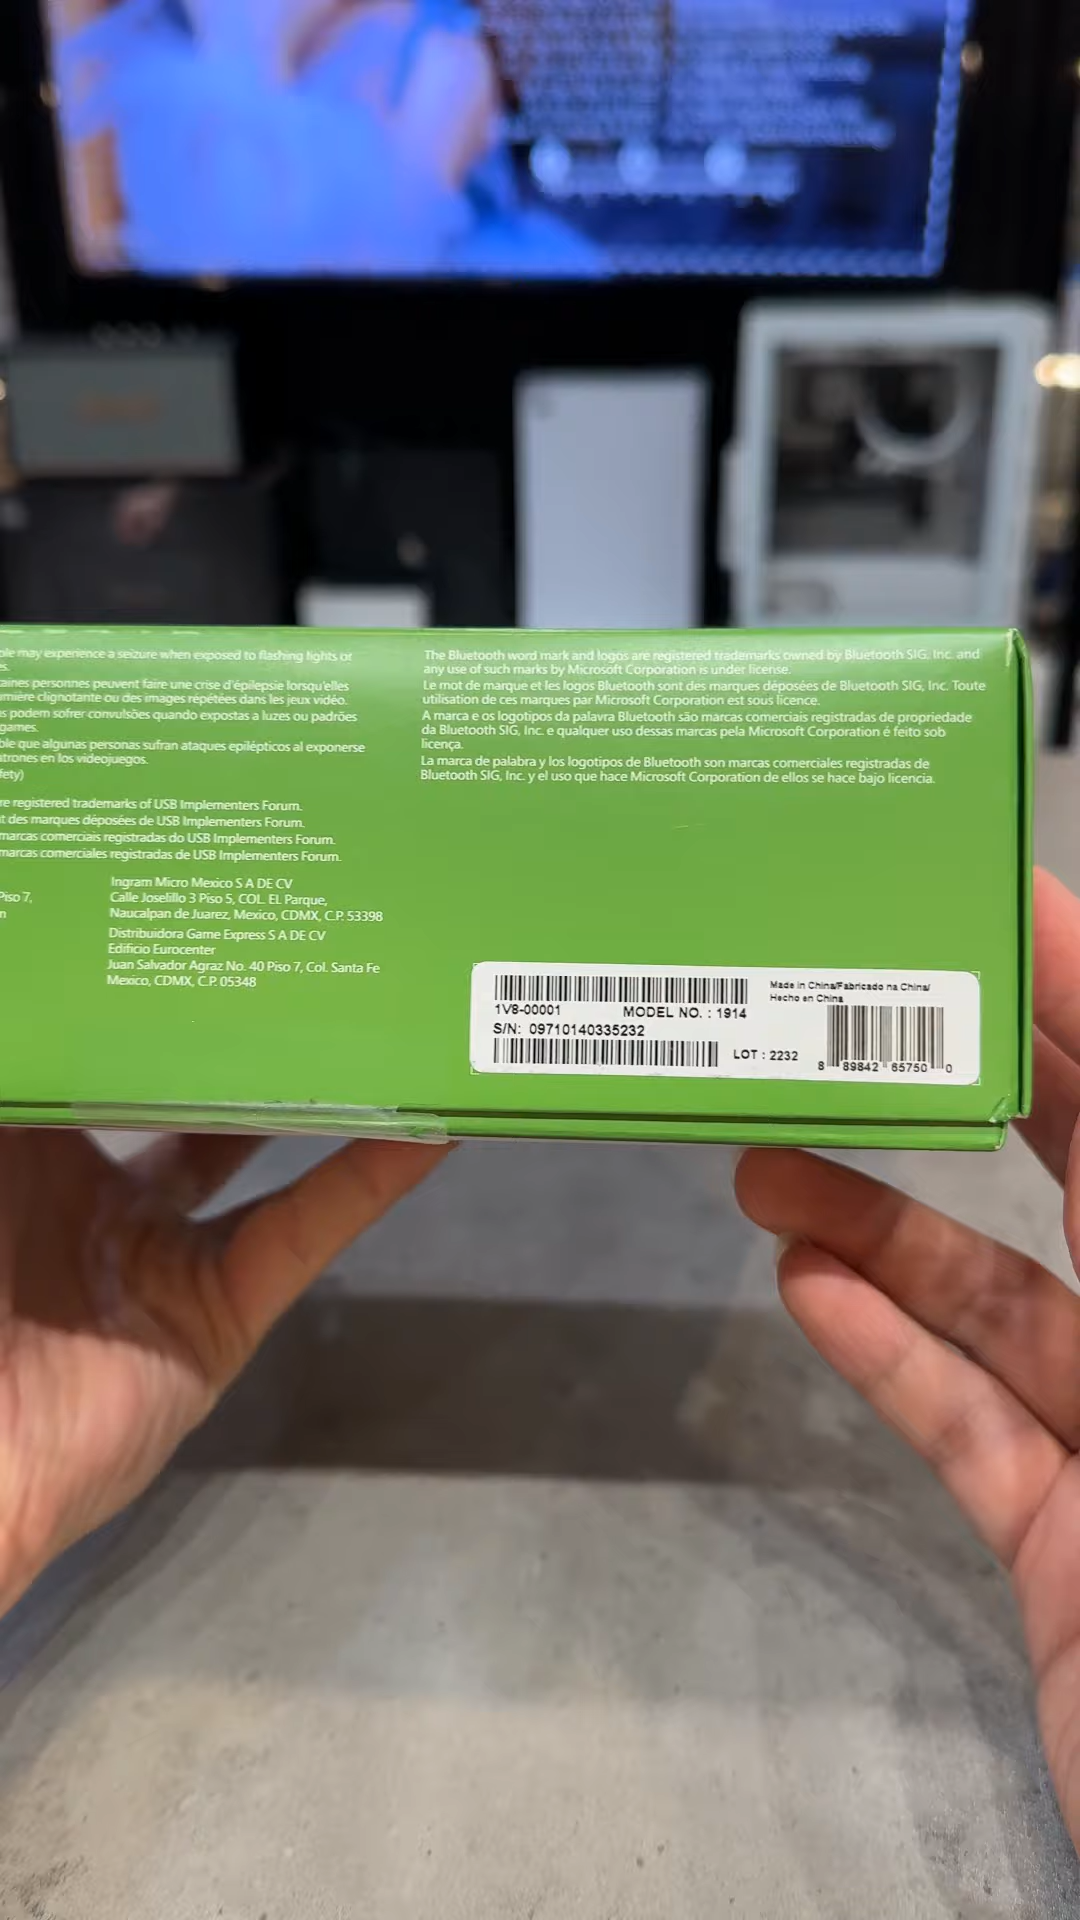 ple may experience a seizure when exposed to flashing lights or
s.
taines personnes peuvent faire une crise d'épilepsie lorsqu'elles
umière clignotante ou des images répétées dans les jeux vidéo.
s podem sofrer convulsões quando expostas a luzes ou padrões
games.
ble que algunas personas sufran ataques epilépticos al exponerse
atrones en los videojuegos.
fety)
re registered trademarks of USB Implementers Forum.
t des marques déposées de USB Implementers Forum.
marcas comerciais registradas do USB Implementers Forum.
marcas comerciales registradas de USB Implementers Forum.
Piso 7,
n
Ingram Micro Mexico S A DE CV
Calle Joselillo 3 Piso 5, COL. EL Parque,
Naucalpan de Juarez, Mexico, CDMX, C.P. 53398
Distribuidora Game Express S A DE CV
Edificio Eurocenter
Juan Salvador Agraz No. 40 Piso 7, Col. Santa Fe
Mexico, CDMX, C.P. 05348
The Bluetooth word mark and logos are registered trademarks owned by Bluetooth SIG, Inc. and
any use of such marks by Microsoft Corporation is under license.
Le mot de marque et les logos Bluetooth sont des marques déposées de Bluetooth SIG, Inc. Toute
utilisation de ces marques par Microsoft Corporation est sous licence.
A marca e os logotipos da palavra Bluetooth são marcas comerciais registradas de propriedade
da Bluetooth SIG, Inc. e qualquer uso dessas marcas pela Microsoft Corporation é feito sob
licença.
La marca de palabra y los logotipos de Bluetooth son marcas comerciales registradas de
Bluetooth SIG, Inc. y el uso que hace Microsoft Corporation de ellos se hace bajo licencia.
Made in China/Fabricado na China/
Hecho en China
1V8-00001 MODEL NO. : 1914
S/N: 09710140335232
LOT : 2232
8 89842 65750 0